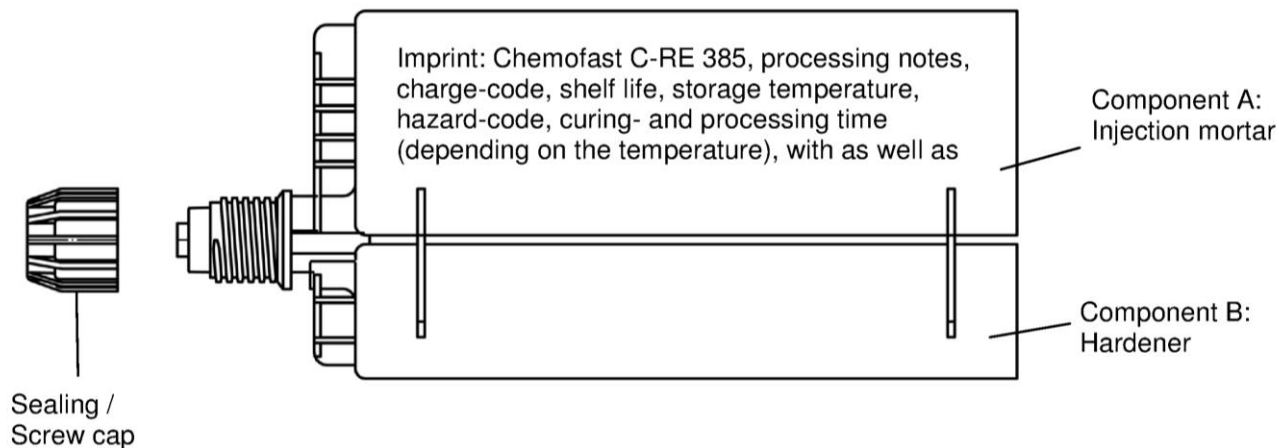 Imprint: Chemofast C-RE 385, processing notes,
charge-code, shelf life, storage temperature,
hazard-code, curing- and processing time
(depending on the temperature), with as well as
Component A:
Injection mortar
Component B:
Hardener
Sealing /
Screw cap